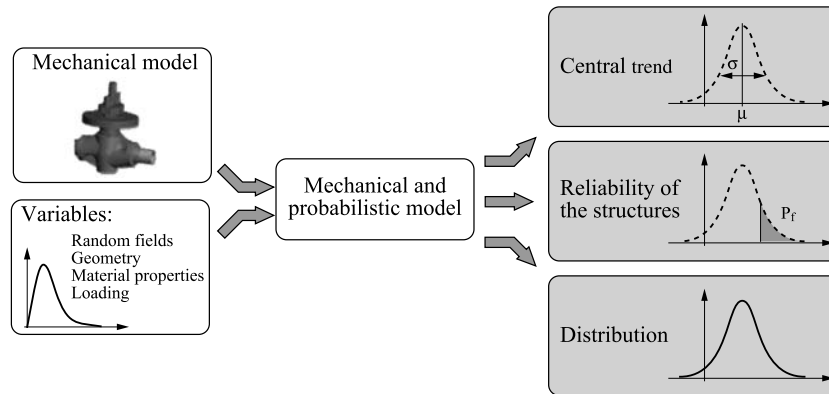 Mechanical model
Variables:
Random fields
Geometry
Material properties
Loading
Mechanical and
probabilistic model
Central trend
σ
μ
Reliability of
the structures
P_f
Distribution